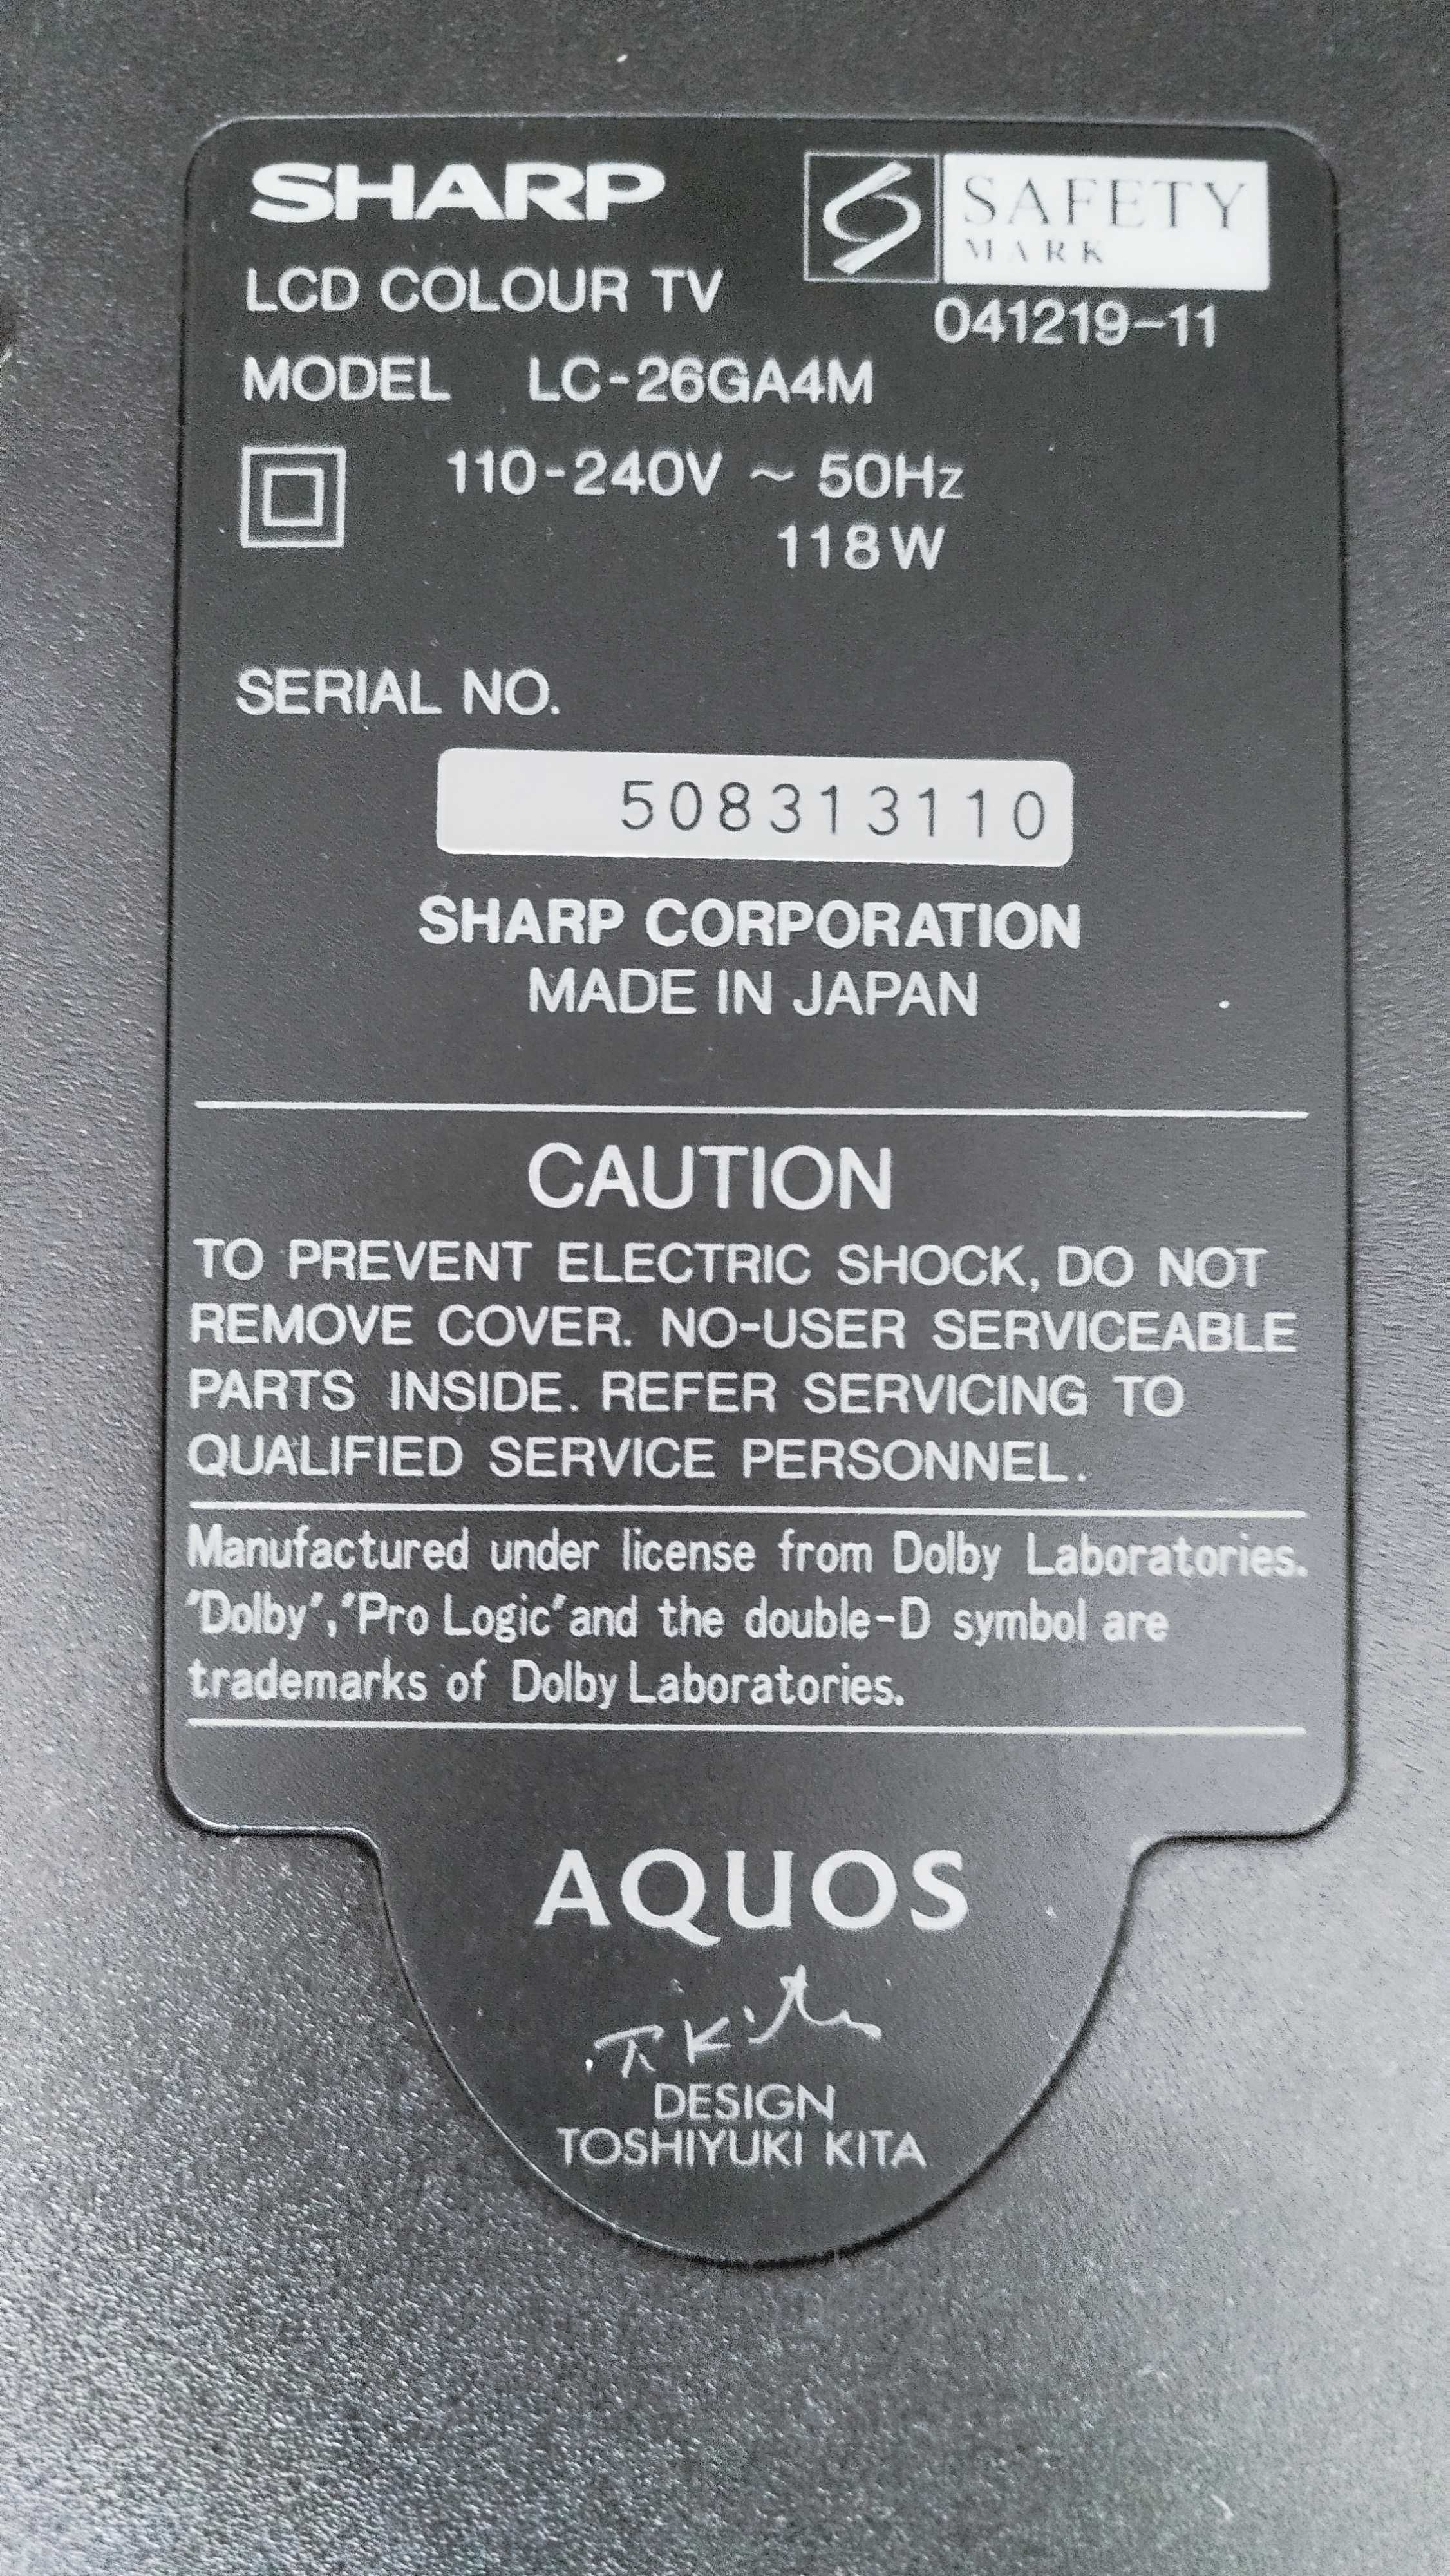 SHARP
SAFETY
MARK
LCD COLOUR TV
041219-11
MODEL LC-26GA4M
110-240V ~ 50Hz
118W
SERIAL NO.
508313110
SHARP CORPORATION
MADE IN JAPAN
CAUTION
TO PREVENT ELECTRIC SHOCK, DO NOT
REMOVE COVER. NO-USER SERVICEABLE
PARTS INSIDE. REFER SERVICING TO
QUALIFIED SERVICE PERSONNEL.
Manufactured under license from Dolby Laboratories.
"Dolby","Pro Logic"and the double-D symbol are
trademarks of Dolby Laboratories.
AQUOS
T. Kita
DESIGN
TOSHIYUKI KITA